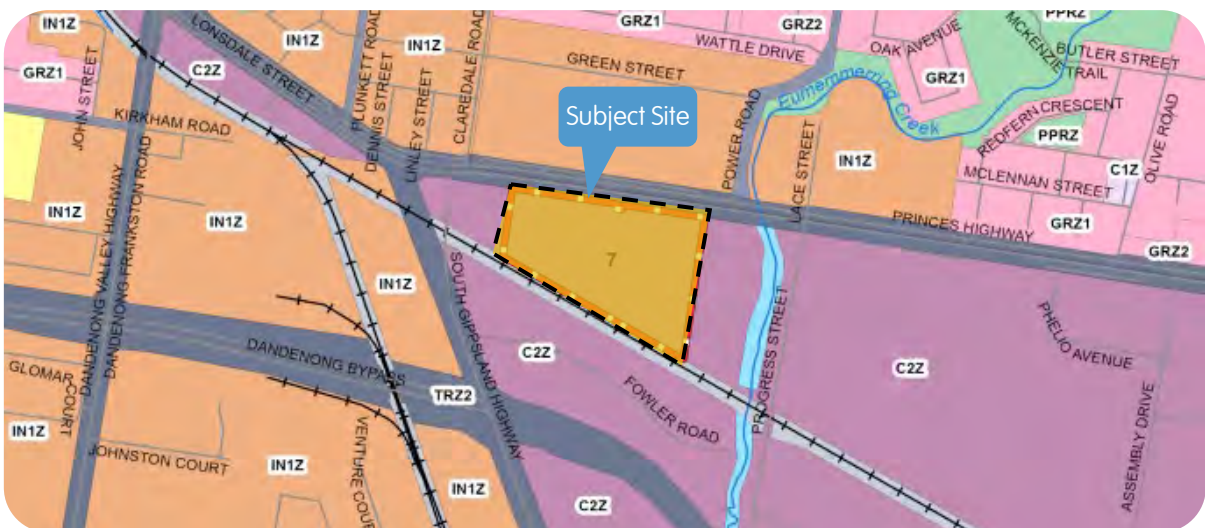 IN1Z
LONSDALE STREET
IN1Z
PLUNKETT ROAD
IN1Z
CLAREDALE ROAD
GRZ1
GRZ2
WATTLE DRIVE
MCKENZIE TRAIL
PPRZ
OAK AVENUE
BUTLER STREET
GRZ1
JOHN STREET
C2Z
GREEN STREET
GRZ1
Eumemmerring Creek
REDFERN CRESCENT
PPRZ
OLIVE ROAD
KIRKHAM ROAD
DENNIS STREET
LINLEY STREET
Subject Site
POWER ROAD
LACE STREET
IN1Z
C1Z
MCLENNAN STREET
IN1Z
IN1Z
PRINCES HIGHWAY
GRZ1
GRZ2
DANDENONG VALLEY HIGHWAY
DANDENONG FRANKSTON ROAD
IN1Z
7
SOUTH GIPPSLAND HIGHWAY
PROGRESS STREET
PHELIO AVENUE
DANDENONG BYPASS
C2Z
C2Z
GLOMAR COURT
TRZ2
FOWLER ROAD
ASSEMBLY DRIVE
IN1Z
JOHNSTON COURT
IN1Z
IN1Z
C2Z